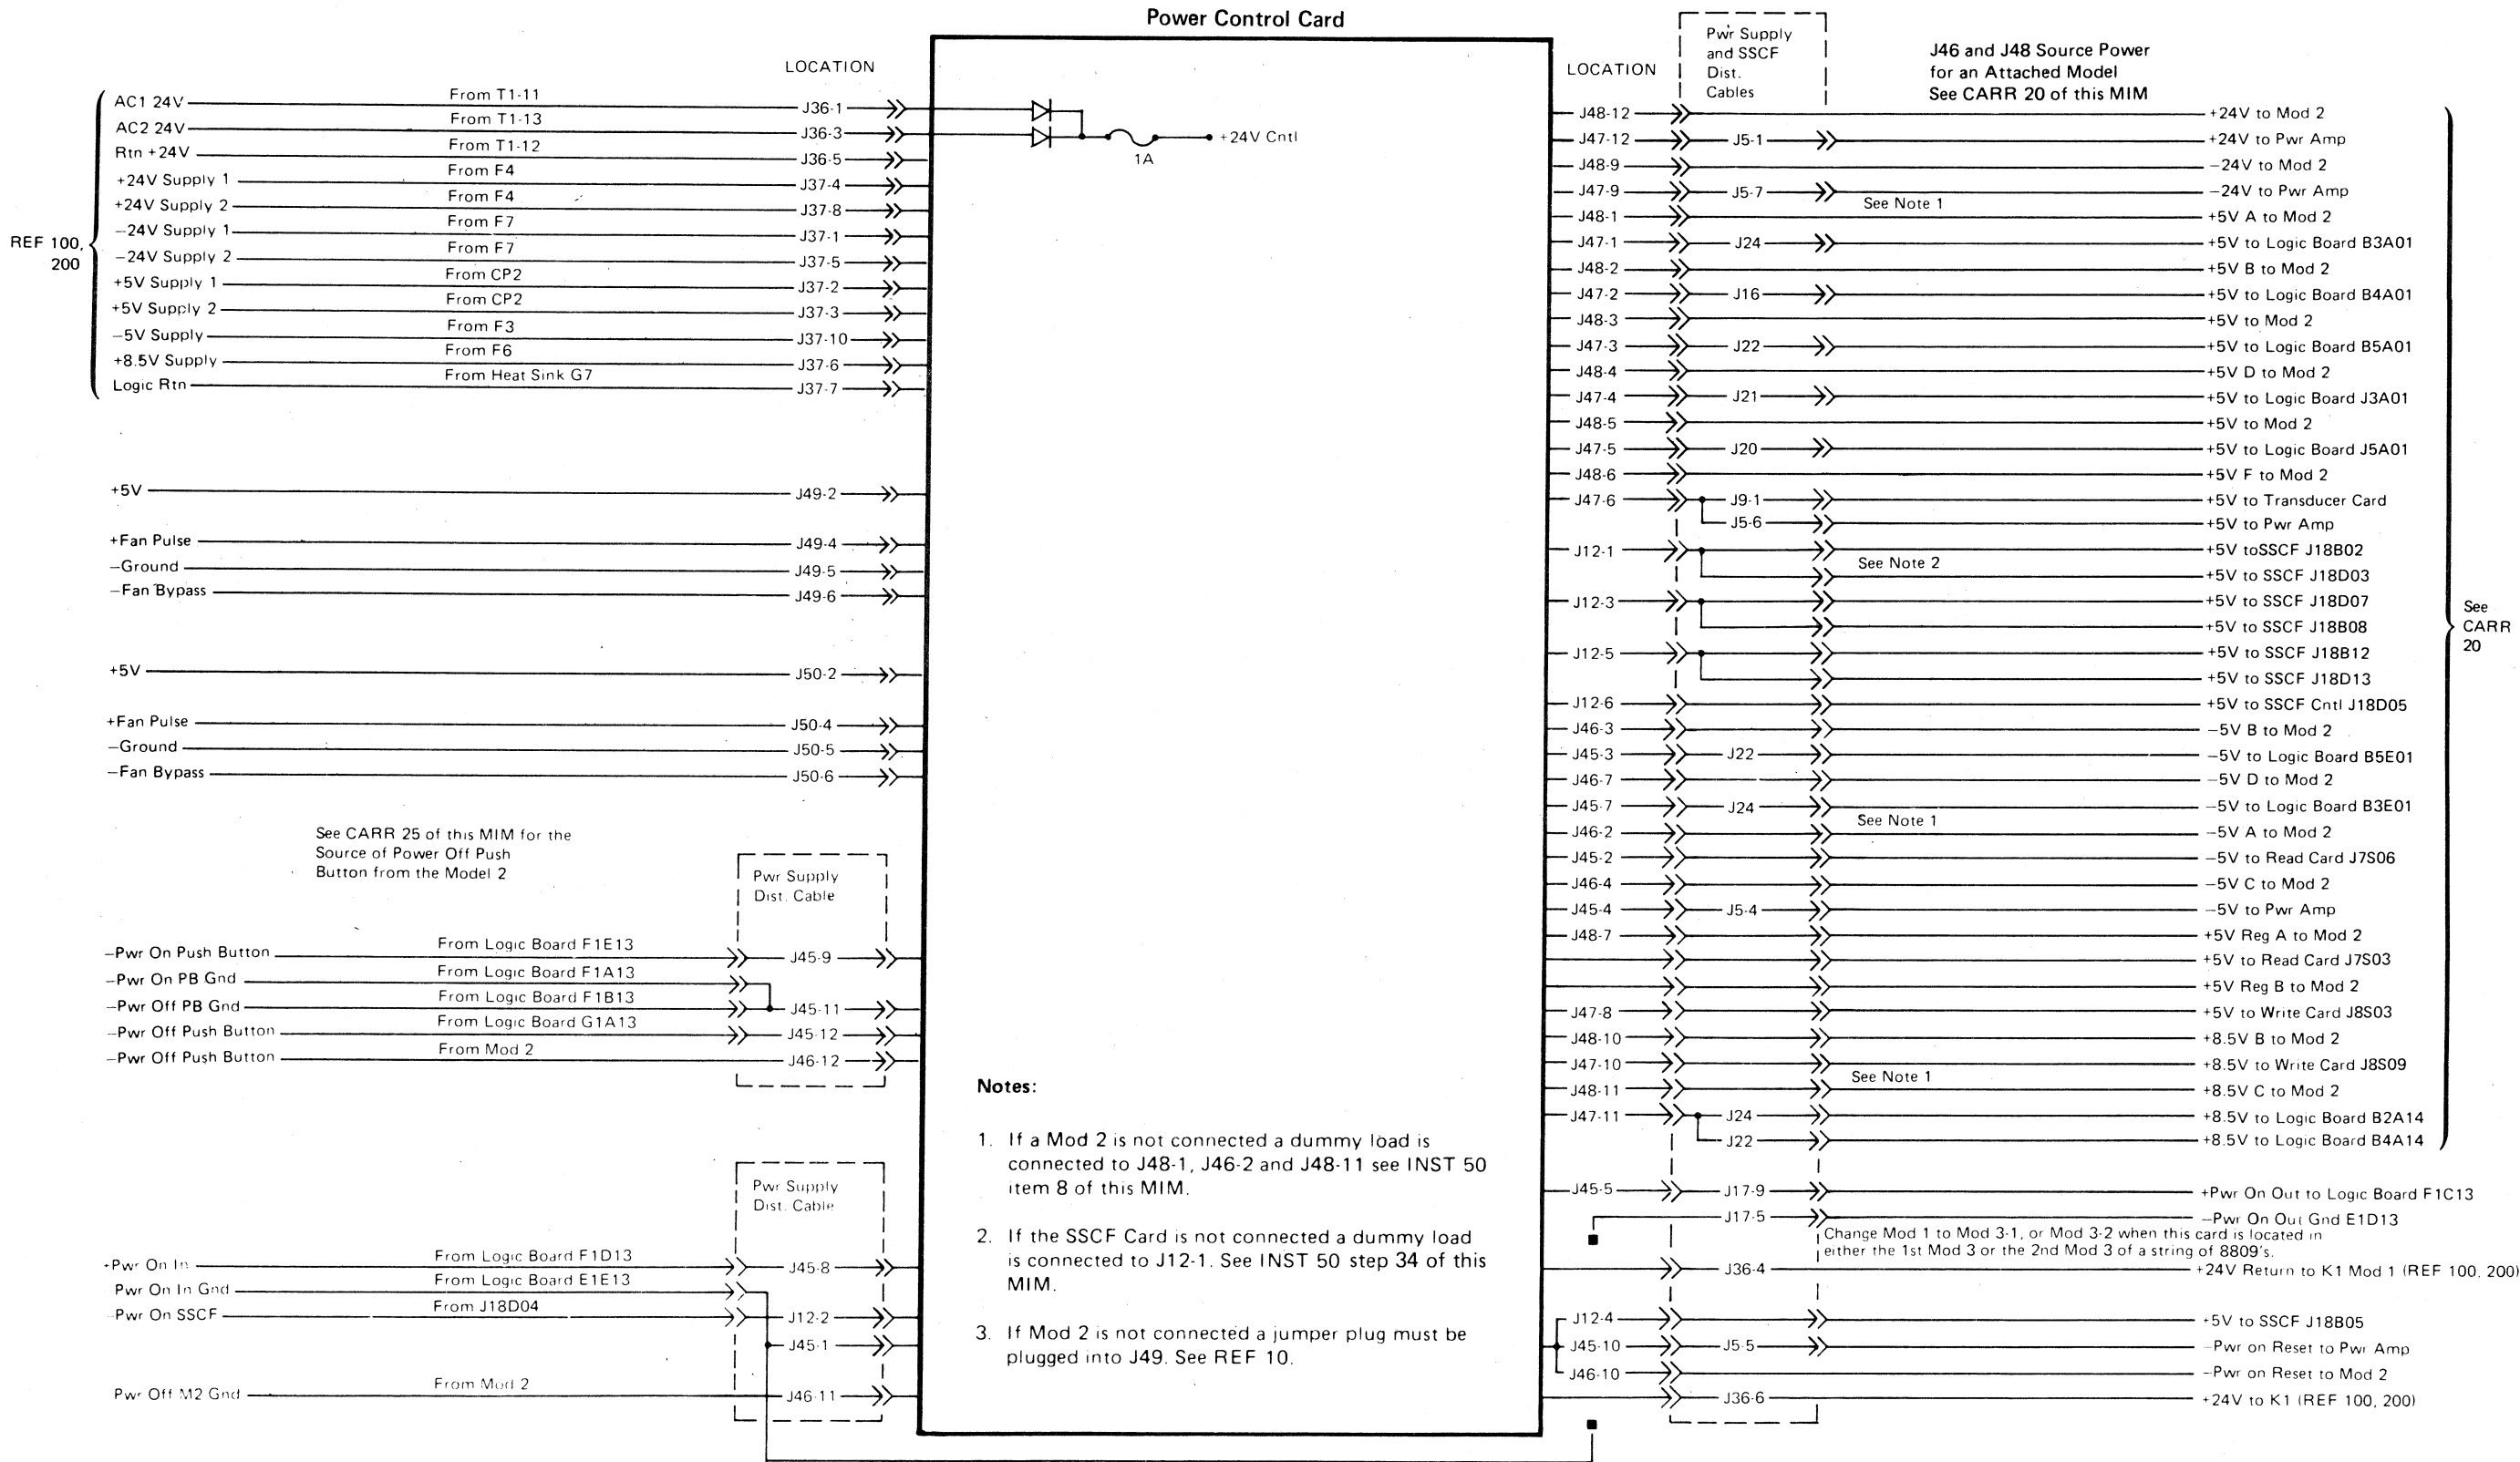 Power Control Card
LOCATION
REF 100, 200
AC1 24V From T1-11 J36-1
AC2 24V From T1-13 J36-3
Rtn +24V From T1-12 J36-5
+24V Supply 1 From F4 J37-4
+24V Supply 2 From F4 J37-8
−24V Supply 1 From F7 J37-1
−24V Supply 2 From F7 J37-5
+5V Supply 1 From CP2 J37-2
+5V Supply 2 From CP2 J37-3
−5V Supply From F3 J37-10
+8.5V Supply From F6 J37-6
Logic Rtn From Heat Sink G7 J37-7
1A
+24V Cntl
+5V J49-2
+Fan Pulse J49-4
−Ground J49-5
−Fan Bypass J49-6
+5V J50-2
+Fan Pulse J50-4
−Ground J50-5
−Fan Bypass J50-6
See CARR 25 of this MIM for the
Source of Power Off Push
Button from the Model 2
Pwr Supply
Dist. Cable
−Pwr On Push Button From Logic Board F1E13 J45-9
−Pwr On PB Gnd From Logic Board F1A13
−Pwr Off PB Gnd From Logic Board F1B13 J45-11
−Pwr Off Push Button From Logic Board G1A13 J45-12
−Pwr Off Push Button From Mod 2 J46-12
Pwr Supply
Dist. Cable
+Pwr On In From Logic Board F1D13 J45-8
Pwr On In Gnd From Logic Board E1E13
−Pwr On SSCF From J18D04 J12-2
J45-1
Pwr Off M2 Gnd From Mod 2 J46-11
Notes:
1. If a Mod 2 is not connected a dummy load is
connected to J48-1, J46-2 and J48-11 see INST 50
item 8 of this MIM.
2. If the SSCF Card is not connected a dummy load
is connected to J12-1. See INST 50 step 34 of this
MIM.
3. If Mod 2 is not connected a jumper plug must be
plugged into J49. See REF 10.
LOCATION
Pwr Supply
and SSCF
Dist.
Cables
J46 and J48 Source Power
for an Attached Model
See CARR 20 of this MIM
J48-12 +24V to Mod 2
J47-12 J5-1 +24V to Pwr Amp
J48-9 −24V to Mod 2
J47-9 J5-7 −24V to Pwr Amp
See Note 1
J48-1 +5V A to Mod 2
J47-1 J24 +5V to Logic Board B3A01
J48-2 +5V B to Mod 2
J47-2 J16 +5V to Logic Board B4A01
J48-3 +5V to Mod 2
J47-3 J22 +5V to Logic Board B5A01
J48-4 +5V D to Mod 2
J47-4 J21 +5V to Logic Board J3A01
J48-5 +5V to Mod 2
J47-5 J20 +5V to Logic Board J5A01
J48-6 +5V F to Mod 2
J47-6 J9-1 +5V to Transducer Card
J5-6 +5V to Pwr Amp
J12-1 +5V toSSCF J18B02
See Note 2
+5V to SSCF J18D03
J12-3 +5V to SSCF J18D07
+5V to SSCF J18B08
J12-5 +5V to SSCF J18B12
+5V to SSCF J18D13
J12-6 +5V to SSCF Cntl J18D05
J46-3 −5V B to Mod 2
J45-3 J22 −5V to Logic Board B5E01
J46-7 −5V D to Mod 2
J45-7 J24 −5V to Logic Board B3E01
See Note 1
J46-2 −5V A to Mod 2
J45-2 −5V to Read Card J7S06
J46-4 −5V C to Mod 2
J45-4 J5-4 −5V to Pwr Amp
J48-7 +5V Reg A to Mod 2
+5V to Read Card J7S03
+5V Reg B to Mod 2
J47-8 +5V to Write Card J8S03
J48-10 +8.5V B to Mod 2
J47-10 +8.5V to Write Card J8S09
See Note 1
J48-11 +8.5V C to Mod 2
J47-11 J24 +8.5V to Logic Board B2A14
J22 +8.5V to Logic Board B4A14
See
CARR
20
J45-5 J17-9 +Pwr On Out to Logic Board F1C13
J17-5 −Pwr On Out Gnd E1D13
Change Mod 1 to Mod 3-1, or Mod 3-2 when this card is located in
either the 1st Mod 3 or the 2nd Mod 3 of a string of 8809's.
J36-4 +24V Return to K1 Mod 1 (REF 100, 200)
J12-4 +5V to SSCF J18B05
J45-10 J5-5 −Pwr on Reset to Pwr Amp
J46-10 −Pwr on Reset to Mod 2
J36-6 +24V to K1 (REF 100, 200)